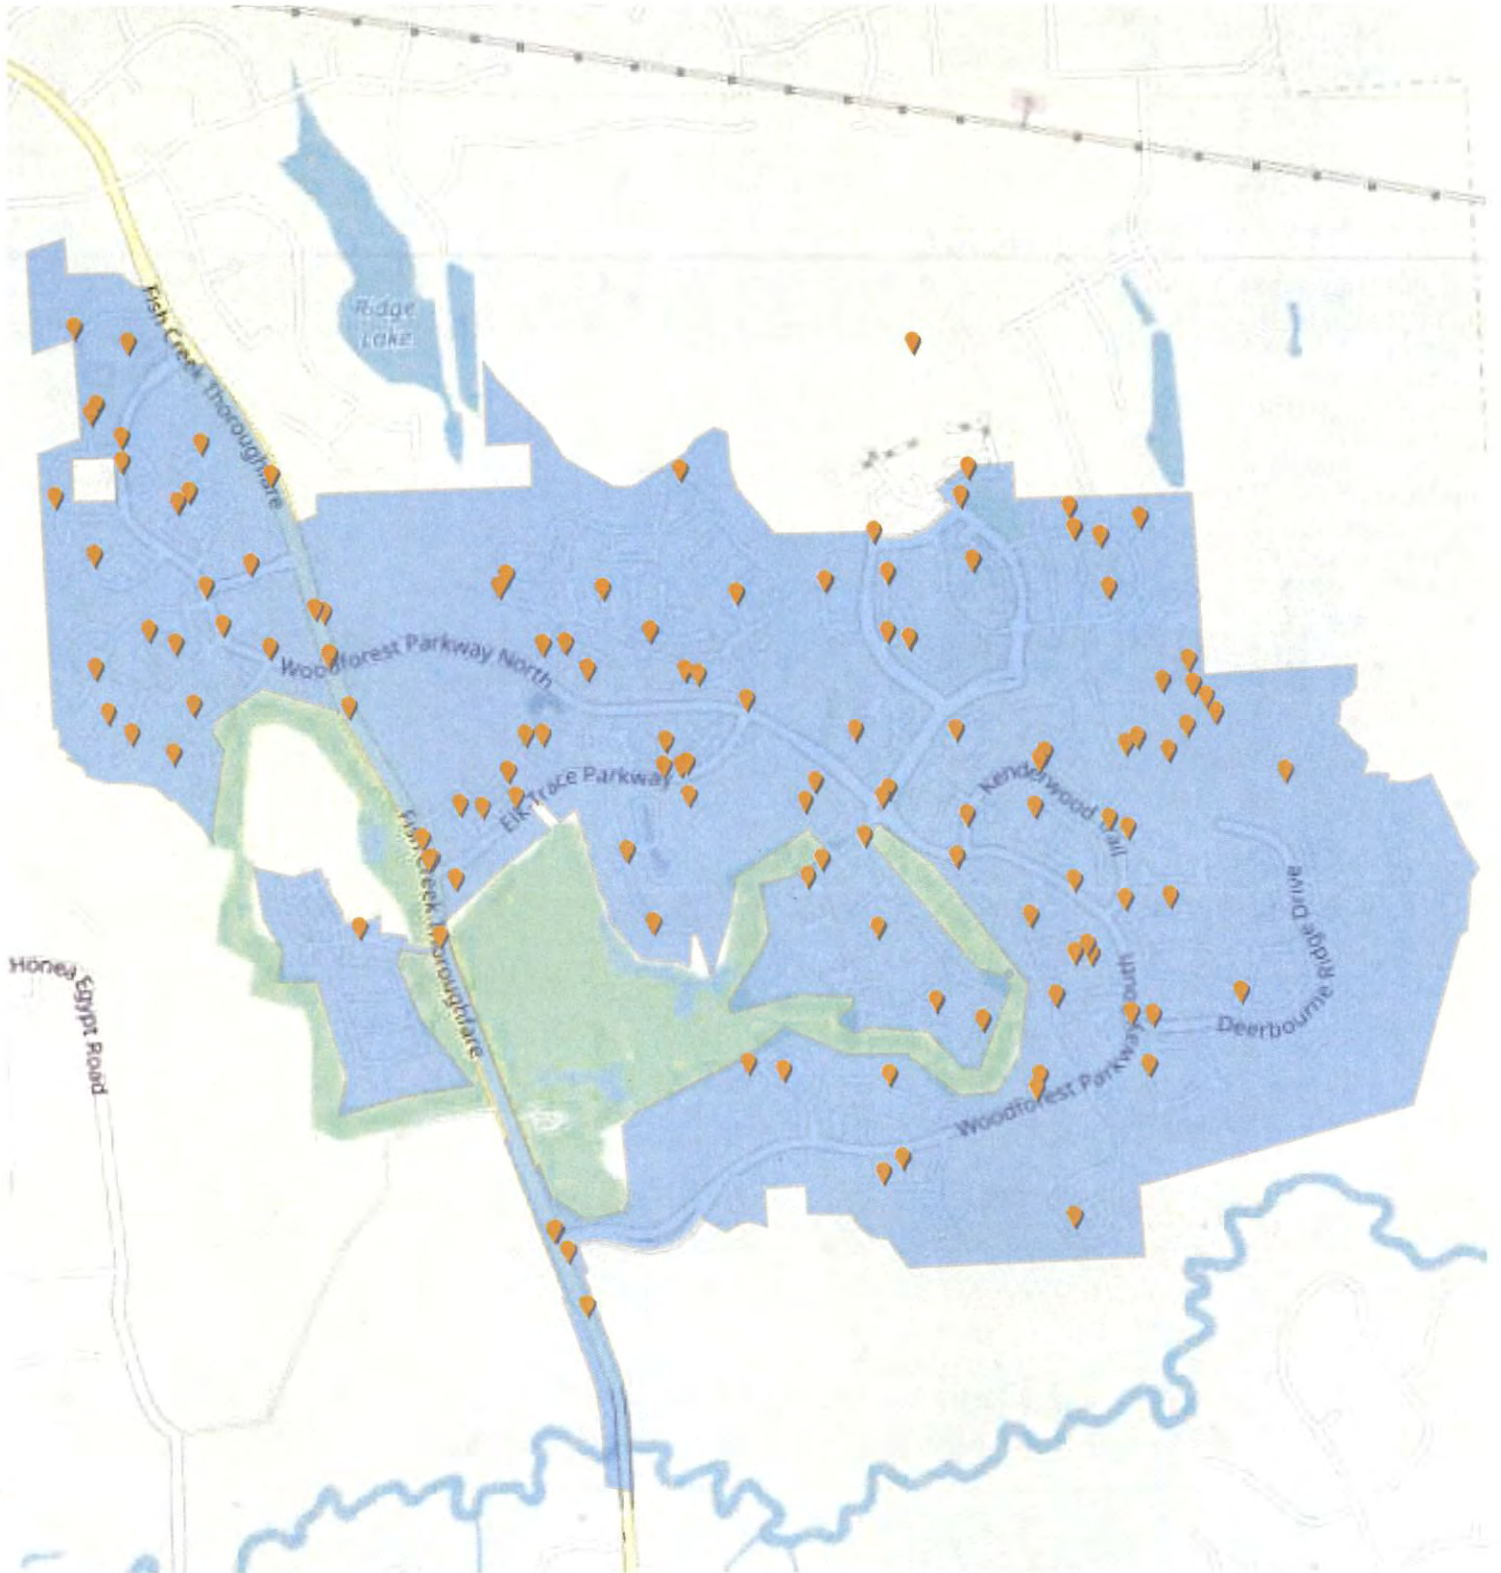 Fish Creek Thoroughfare
Ridge
Lake
Woodforest Parkway North
Elk Trace Parkway
Kenderwood Trail
Fish Creek Thoroughfare
Honea Egypt Road
Deerbourne Ridge Drive
Woodforest Parkway South